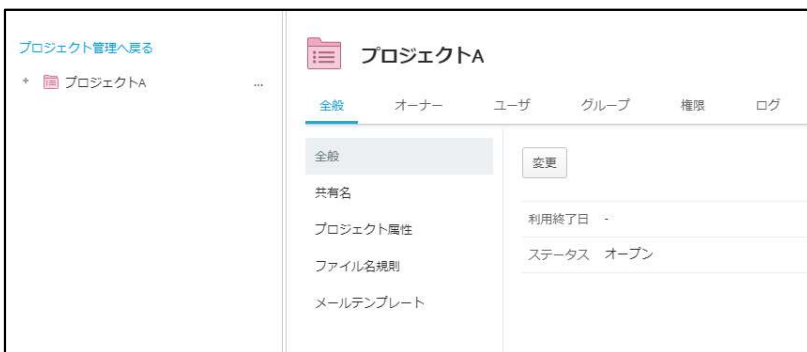 プロジェクト管理へ戻る
プロジェクトA ...
プロジェクトA
全般 オーナー ユーザ グループ 権限 ログ
全般
共有名
プロジェクト属性
ファイル名規則
メールテンプレート
変更
利用終了日 -
ステータス オープン